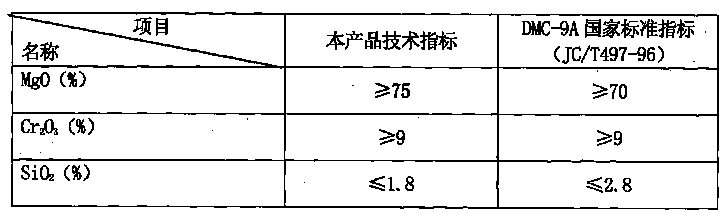 项目
名称
本产品技术指标
DMC-9A 国家标准指标
（JC/T497-96）
MgO（%） ≥75 ≥70
Cr₂O₃（%） ≥9 ≥9
SiO₂（%） ≤1.8 ≤2.8